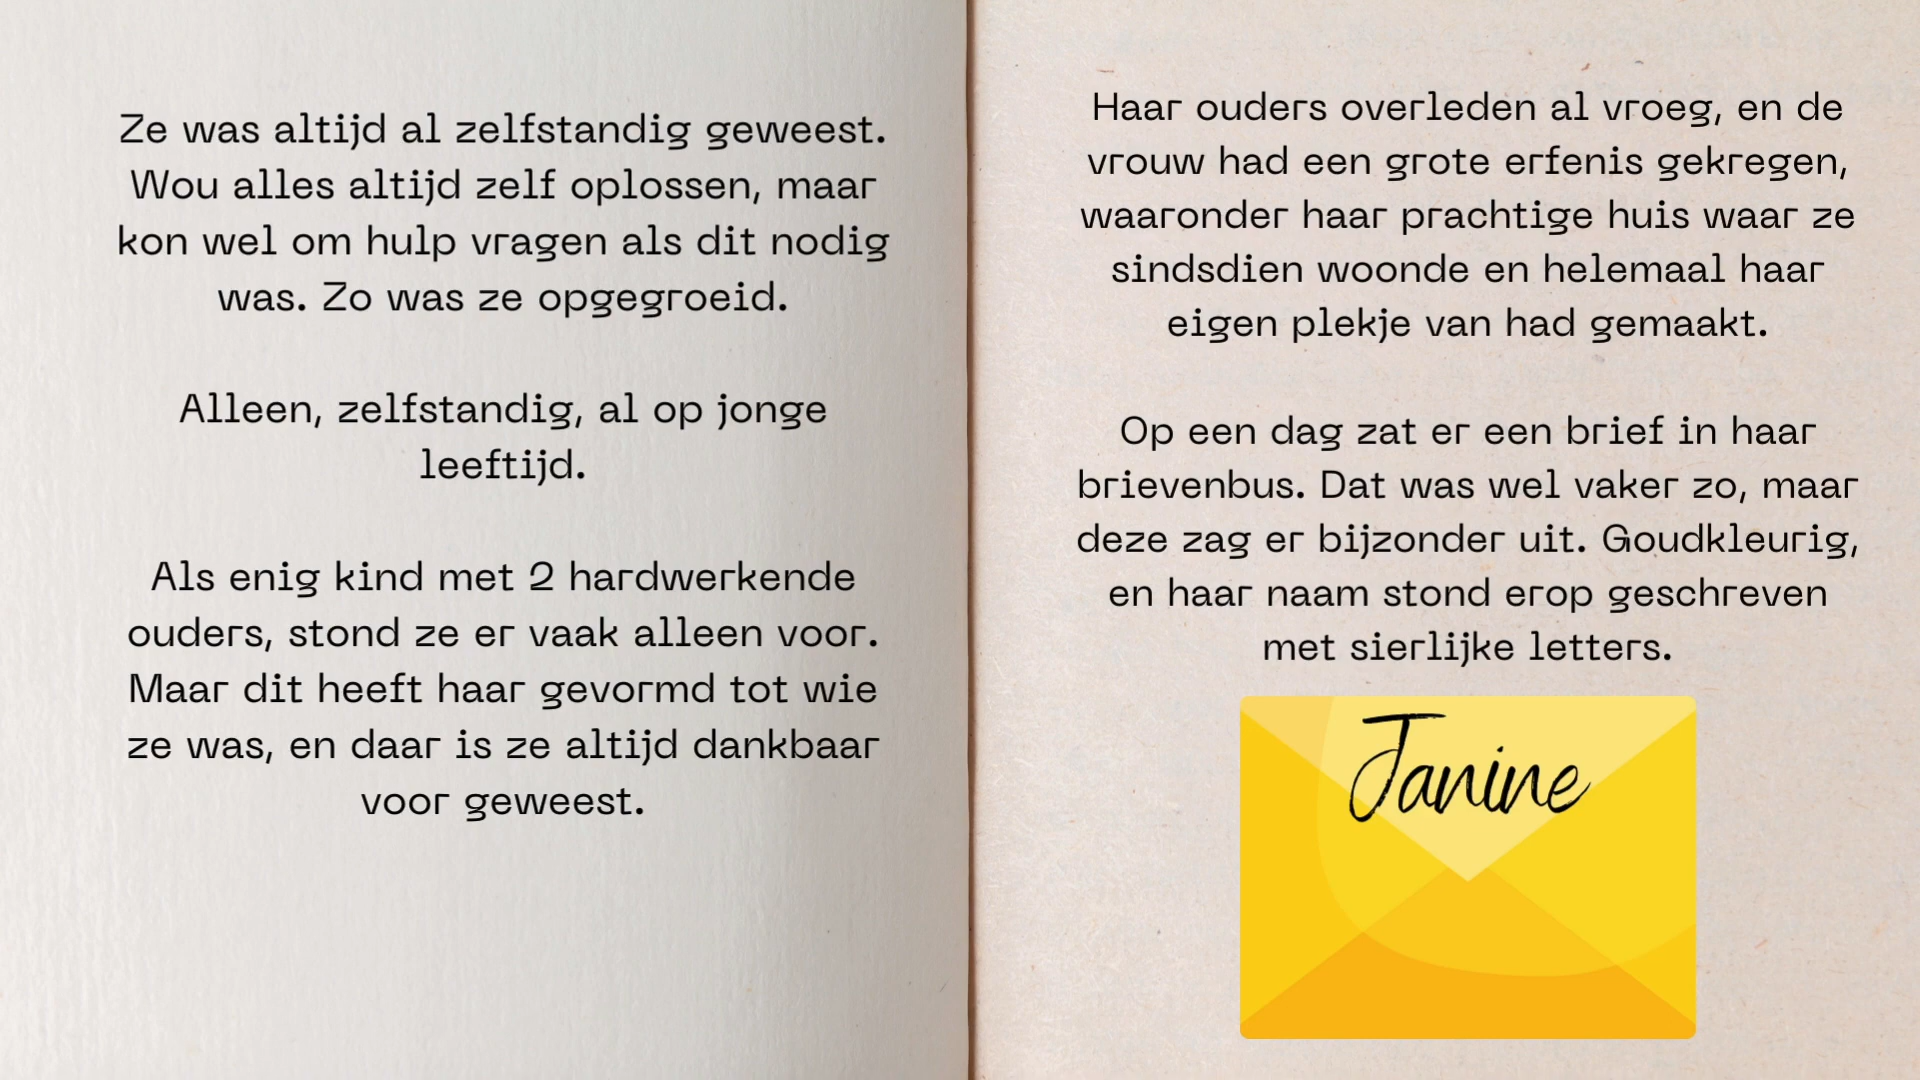 Ze was altijd al zelfstandig geweest.
Wou alles altijd zelf oplossen, maar
kon wel om hulp vragen als dit nodig
was. Zo was ze opgegroeid.
Alleen, zelfstandig, al op jonge
leeftijd.
Als enig kind met 2 hardwerkende
ouders, stond ze er vaak alleen voor.
Maar dit heeft haar gevormd tot wie
ze was, en daar is ze altijd dankbaar
voor geweest.
Haar ouders overleden al vroeg, en de
vrouw had een grote erfenis gekregen,
waaronder haar prachtige huis waar ze
sindsdien woonde en helemaal haar
eigen plekje van had gemaakt.
Op een dag zat er een brief in haar
brievenbus. Dat was wel vaker zo, maar
deze zag er bijzonder uit. Goudkleurig,
en haar naam stond erop geschreven
met sierlijke letters.
Janine